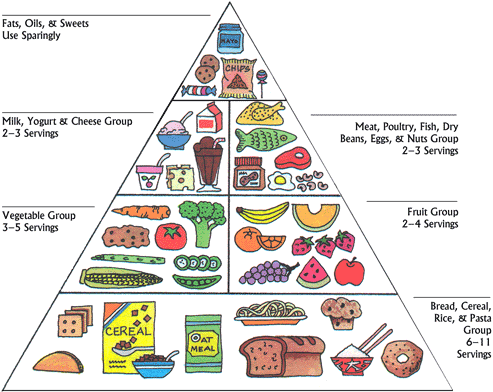 Fats, Oils, & Sweets
Use Sparingly
MAYO
CHIPS
Milk, Yogurt & Cheese Group
2–3 Servings
Meat, Poultry, Fish, Dry
Beans, Eggs, & Nuts Group
2–3 Servings
Vegetable Group
3–5 Servings
Fruit Group
2–4 Servings
Bread, Cereal,
Rice, & Pasta
Group
6–11
Servings
CEREAL
OAT
MEAL